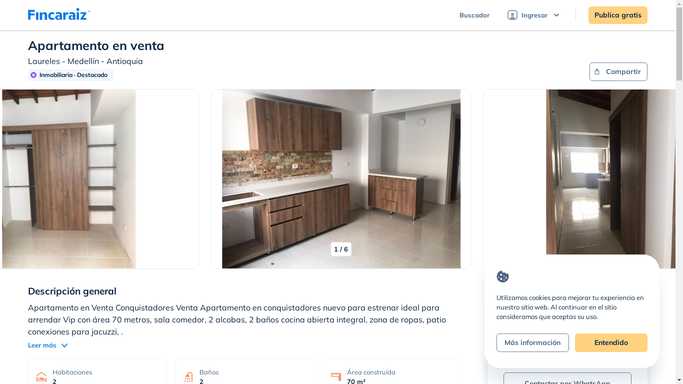 Fincaraiz
Buscador
Ingresar
Publica gratis
Apartamento en venta
Laureles - Medellín - Antioquia
Inmobiliaria · Destacado
Compartir
1 / 6
Descripción general
Apartamento en Venta Conquistadores Venta Apartamento en conquistadores nuevo para estrenar ideal para
arrendar Vip con área 70 metros, sala comedor, 2 alcobas, 2 baños cocina abierta integral, zona de ropas, patio
conexiones para jacuzzi, .
Leer más
Habitaciones
2
Baños
2
Área construida
70 m²
Utilizamos cookies para mejorar tu experiencia en
nuestro sitio web. Al continuar en el sitio
consideramos que aceptas su uso.
Más información
Entendido
Contactar por WhatsApp